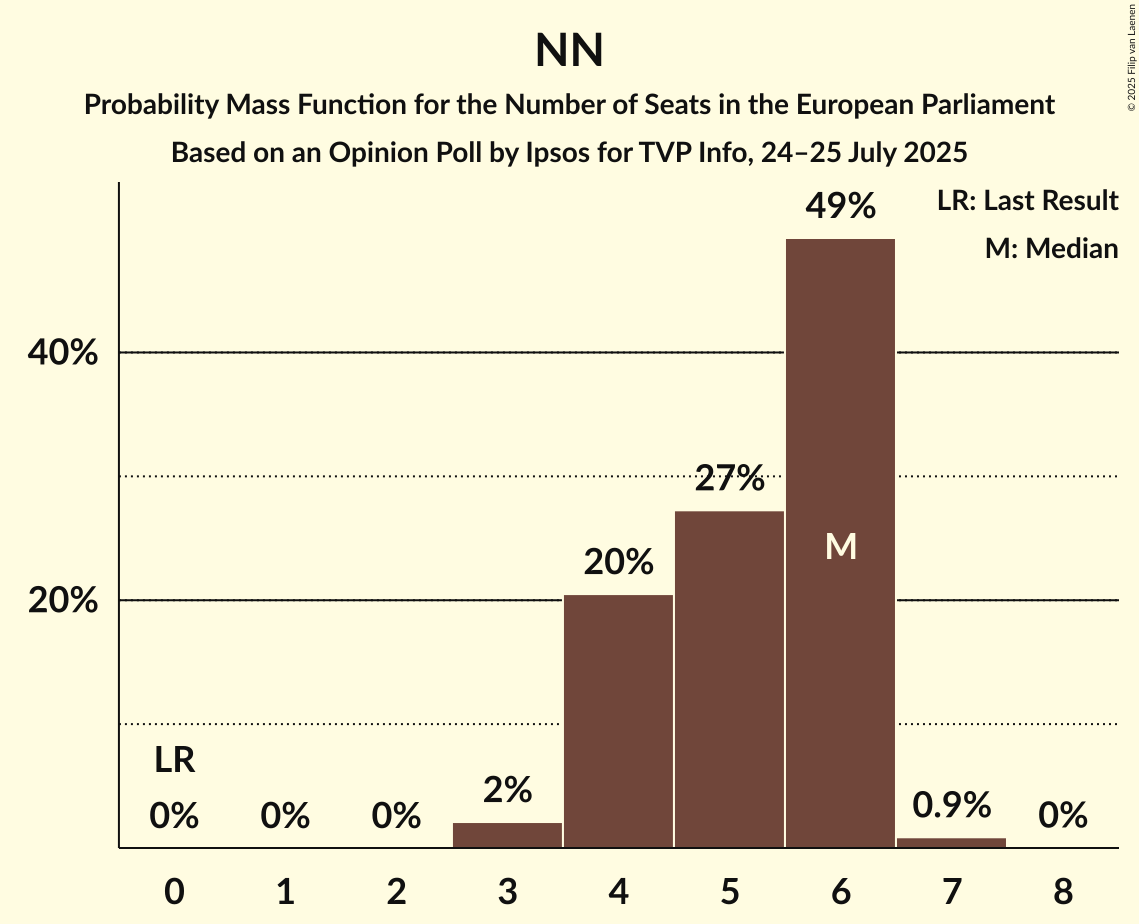 NN
Probability Mass Function for the Number of Seats in the European Parliament
Based on an Opinion Poll by Ipsos for TVP Info, 24–25 July 2025
© 2025 Filip van Laenen
LR: Last Result
M: Median
49%
40%
27%
M
20%
20%
LR
0%
0%
0%
2%
0.9%
0%
0 1 2 3 4 5 6 7 8